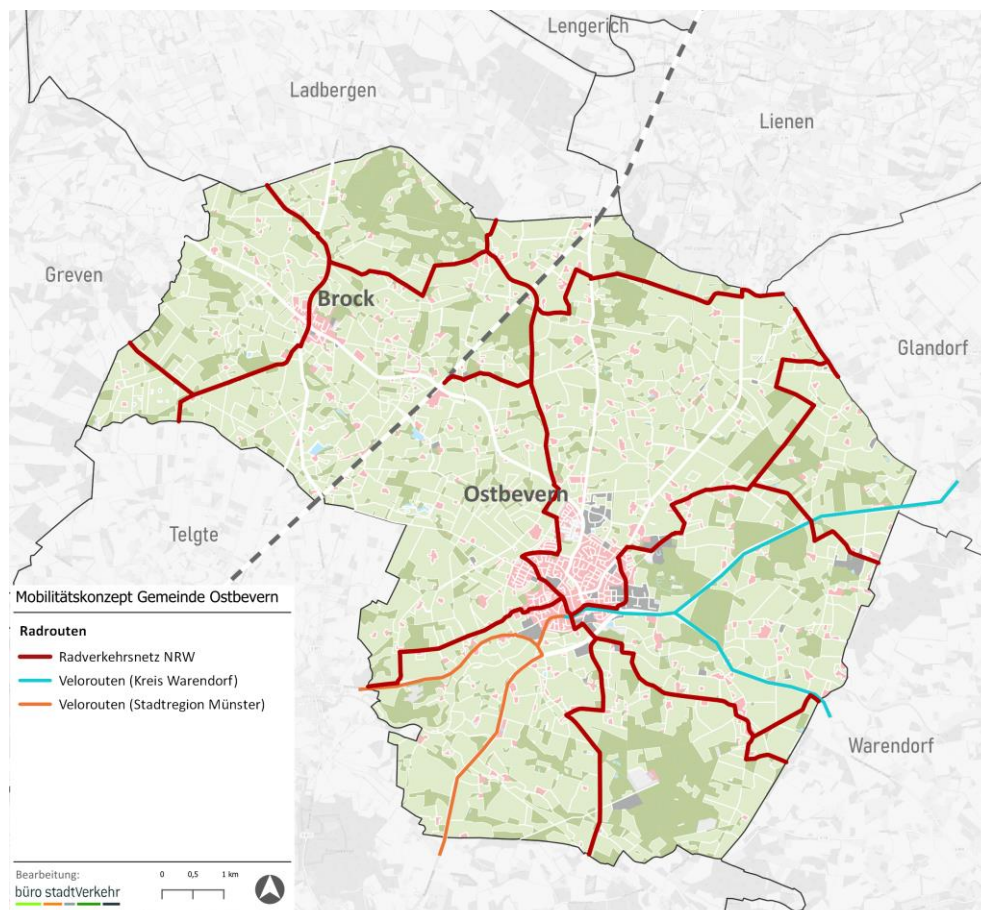 Lengerich
Ladbergen
Lienen
Greven
Brock
Glandorf
Ostbevern
Telgte
Warendorf
Mobilitätskonzept Gemeinde Ostbevern
Radrouten
Radverkehrsnetz NRW
Velorouten (Kreis Warendorf)
Velorouten (Stadtregion Münster)
Bearbeitung:
büro stadtVerkehr
0 0,5 1 km